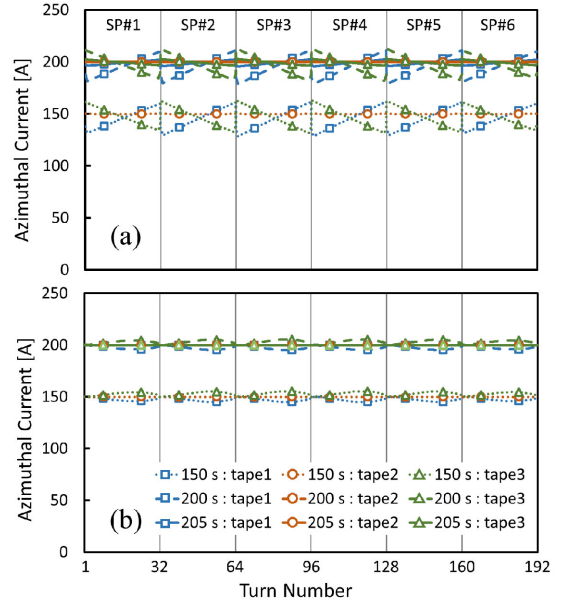 (a)
SP#1 SP#2 SP#3 SP#4 SP#5 SP#6
250
200
150
100
50
0
Azimuthal Current [A]
(b)
250
200
150
100
50
0
Azimuthal Current [A]
150 s : tape1 150 s : tape2 150 s : tape3
200 s : tape1 200 s : tape2 200 s : tape3
205 s : tape1 205 s : tape2 205 s : tape3
1 32 64 96 128 160 192
Turn Number